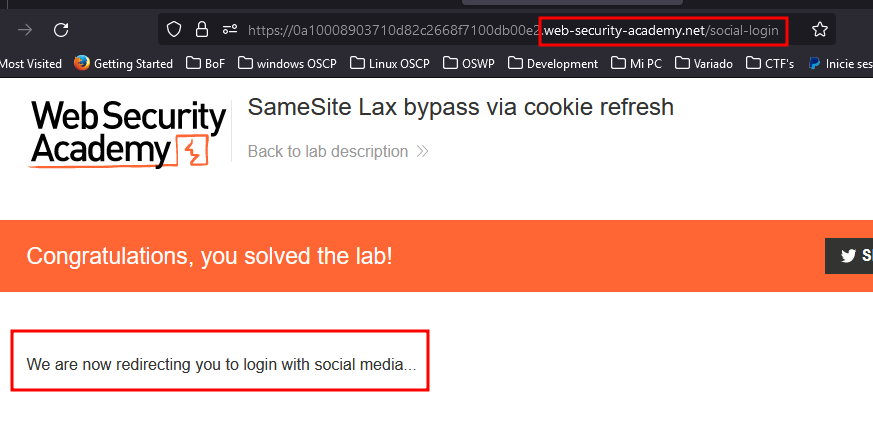 https://0a10008903710d82c2668f7100db00e2.web-security-academy.net/social-login
Most Visited Getting Started BoF windows OSCP Linux OSCP OSWP Development Mi PC Variado CTF's Inicie ses
WebSecurity
Academy
SameSite Lax bypass via cookie refresh
Back to lab description
Congratulations, you solved the lab!
We are now redirecting you to login with social media...